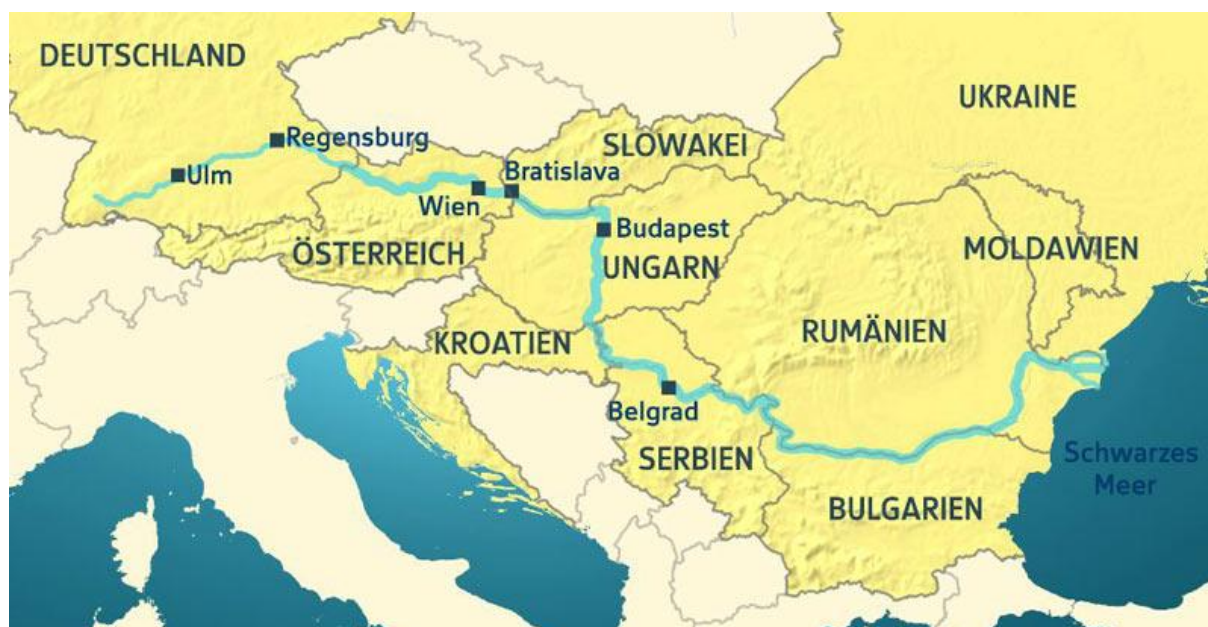 DEUTSCHLAND
UKRAINE
Regensburg
SLOWAKEI
Ulm
Bratislava
Wien
Budapest
ÖSTERREICH
UNGARN
MOLDAWIEN
RUMÄNIEN
KROATIEN
Belgrad
SERBIEN
Schwarzes
Meer
BULGARIEN